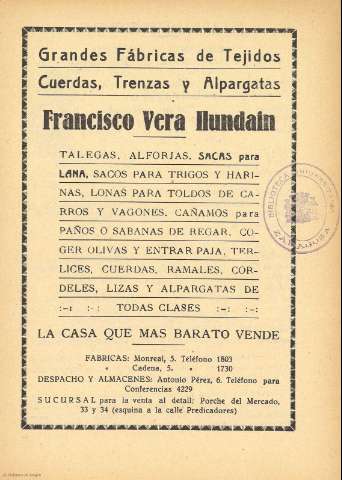 Grandes Fábricas de Tejidos
Cuerdas, Trenzas y Alpargatas
Francisco Vera Ilundain
TALEGAS, ALFORJAS, SACAS para
LANA, SACOS PARA TRIGOS Y HARI-
NAS, LONAS PARA TOLDOS DE CA-
RROS Y VAGONES, CAÑAMOS para
PAÑOS O SABANAS DE REGAR, CO-
GER OLIVAS Y ENTRAR PAJA, TER-
LICES, CUERDAS, RAMALES, COR-
DELES, LIZAS Y ALPARGATAS DE
:-: :-: TODAS CLASES :-: :-:
LA CASA QUE MAS BARATO VENDE
FABRICAS: Monreal, 5. Teléfono 1803
" Cadena, 5. " 1730
DESPACHO Y ALMACENES: Antonio Pérez, 6. Teléfono para
Conferencias 4229
SUCURSAL para la venta al detall: Porche del Mercado,
33 y 34 (esquina a la calle Predicadores)
BIBLIOTECA
ZARAGOZA